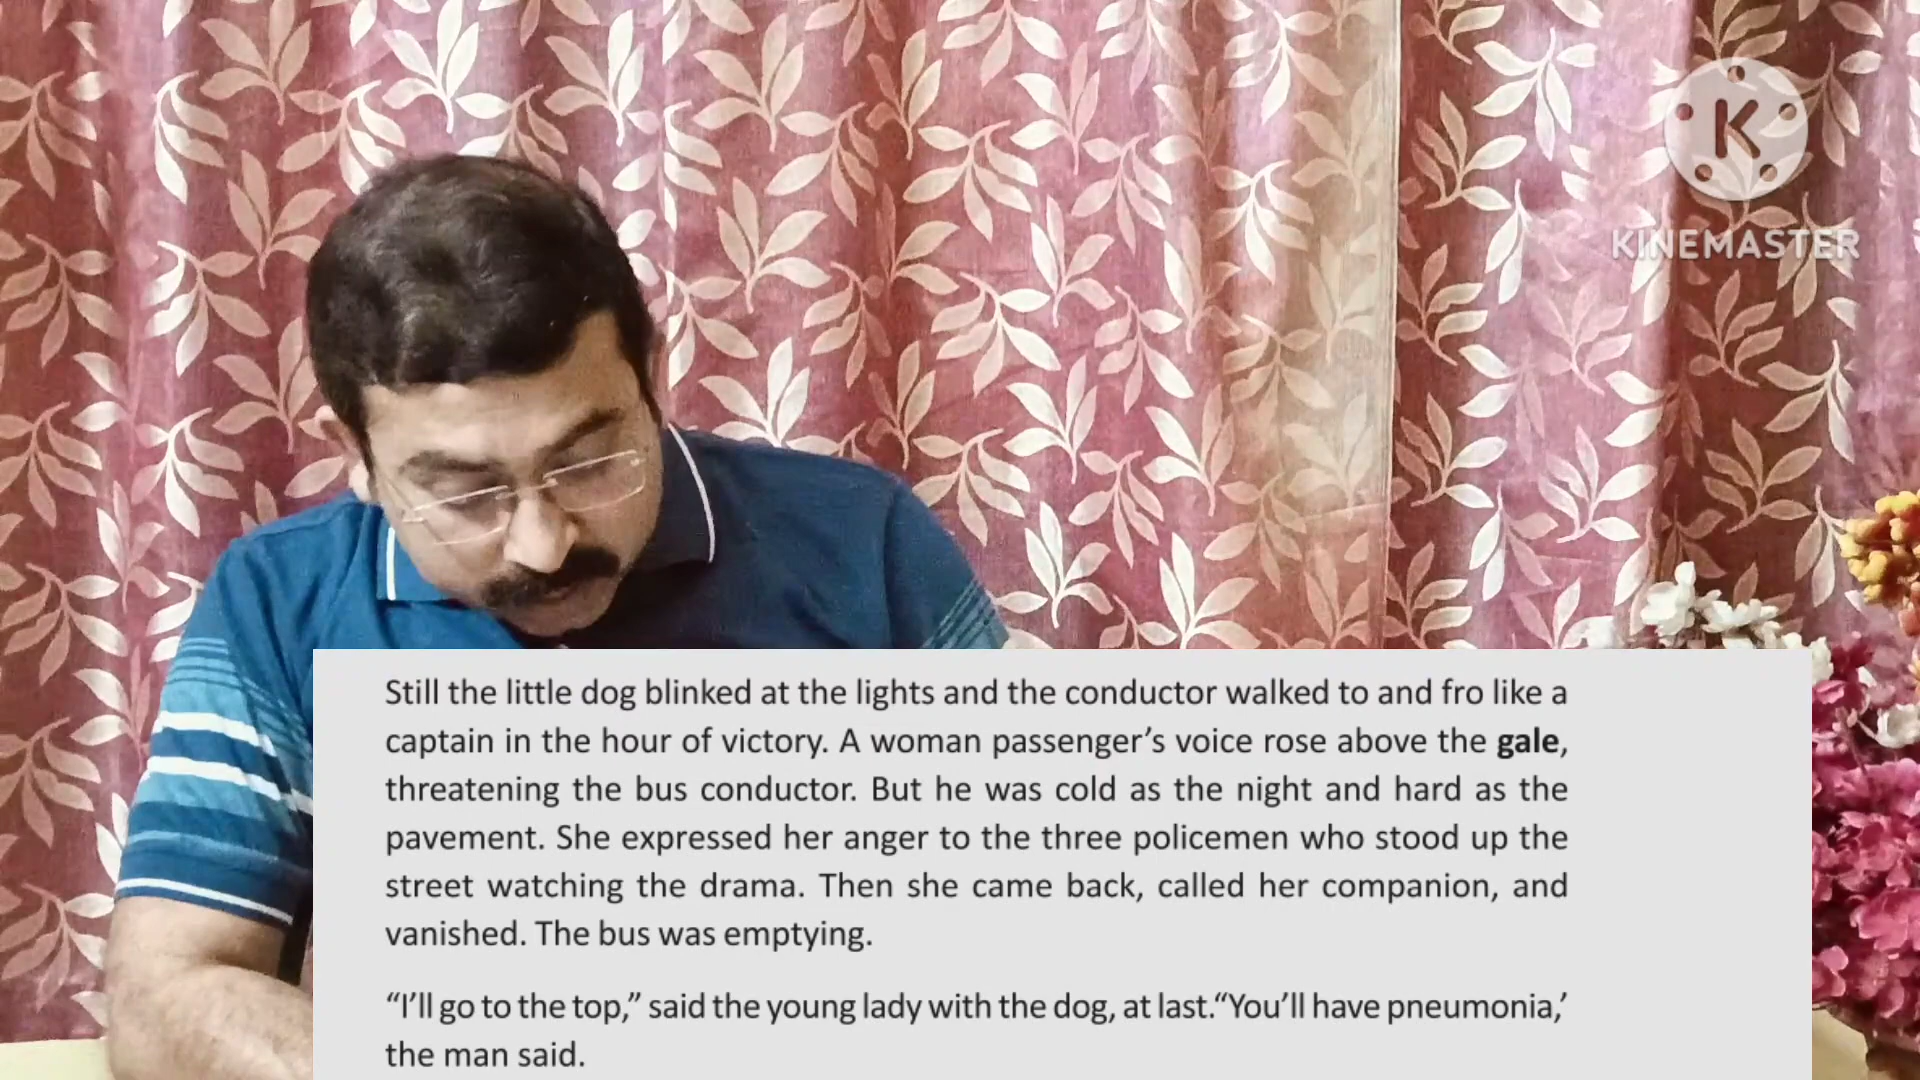 K
KINEMASTER
Still the little dog blinked at the lights and the conductor walked to and fro like a
captain in the hour of victory. A woman passenger’s voice rose above the gale,
threatening the bus conductor. But he was cold as the night and hard as the
pavement. She expressed her anger to the three policemen who stood up the
street watching the drama. Then she came back, called her companion, and
vanished. The bus was emptying.
“I’ll go to the top,” said the young lady with the dog, at last.“You’ll have pneumonia,’
the man said.